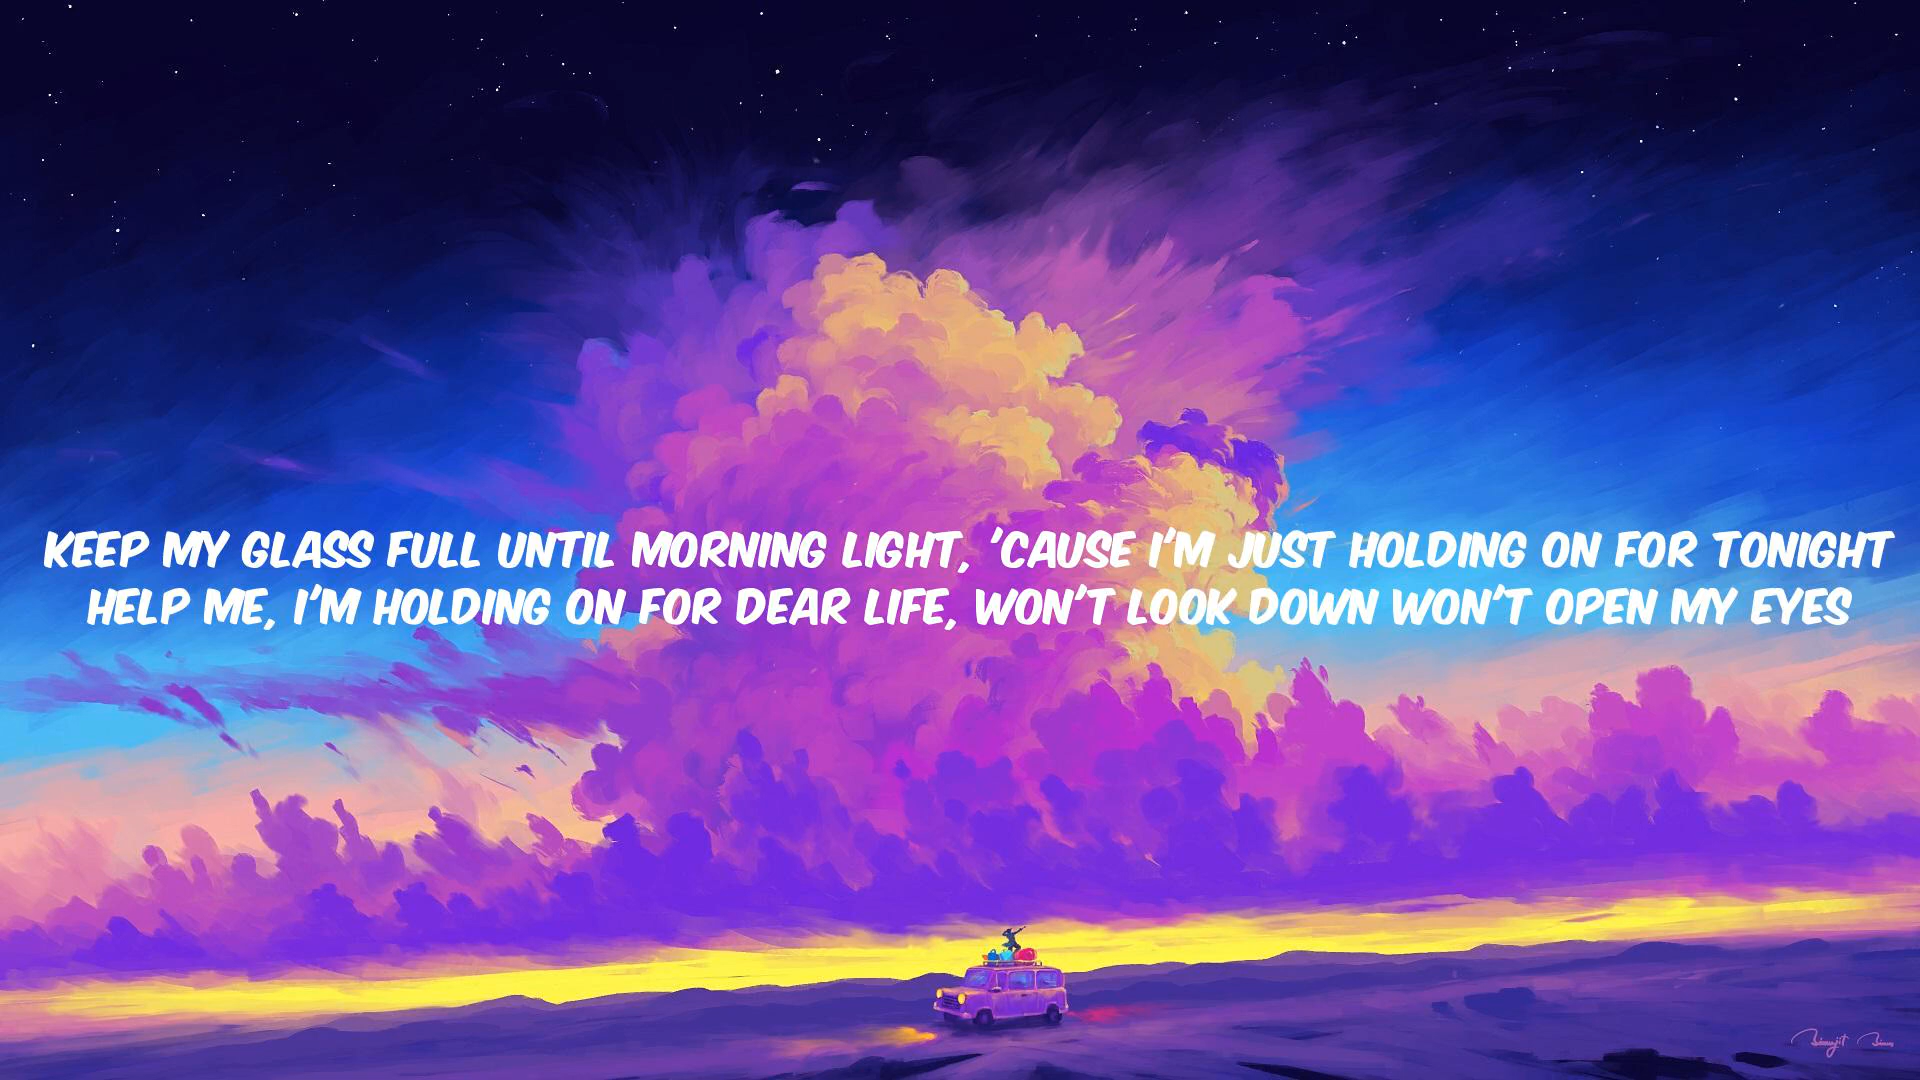 KEEP MY GLASS FULL UNTIL MORNING LIGHT, 'CAUSE I'M JUST HOLDING ON FOR TONIGHT
HELP ME, I'M HOLDING ON FOR DEAR LIFE, WON'T LOOK DOWN WON'T OPEN MY EYES